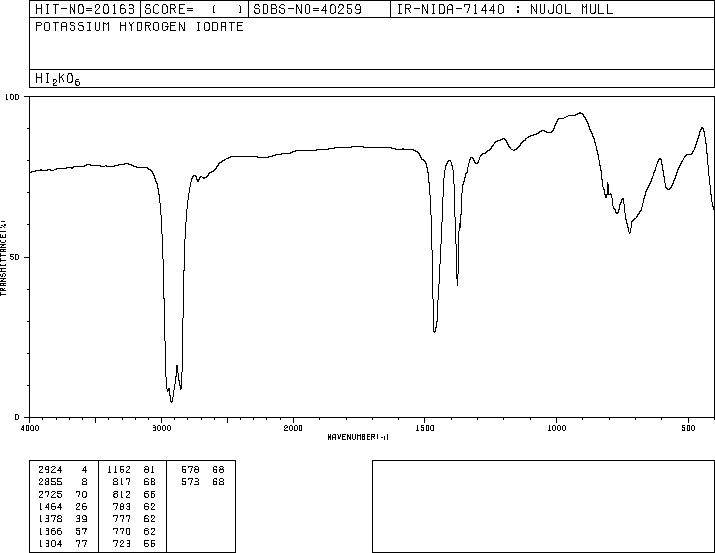 HIT-NO=20163 SCORE= ( ) SDBS-NO=40259 IR-NIDA-71440 : NUJOL MULL
POTASSIUM HYDROGEN IODATE
HI2KO6
100
50
0
TRANSMITTANCE(%)
4000 3000 2000 1500 1000 500
WAVENUMBER(-1)
2924 4 1162 81 578 68
2855 8 817 68 573 68
2725 70 812 66
1464 26 783 62
1378 39 777 62
1366 57 770 62
1304 77 723 55